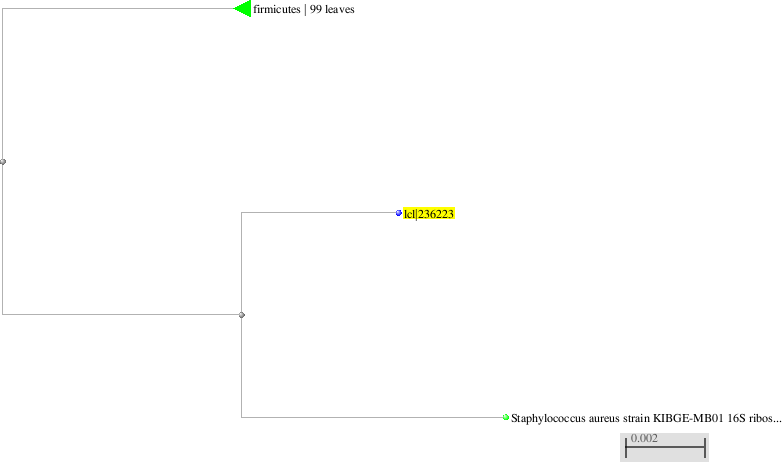 firmicutes | 99 leaves
lcl|236223
Staphylococcus aureus strain KIBGE-MB01 16S ribos...
0.002